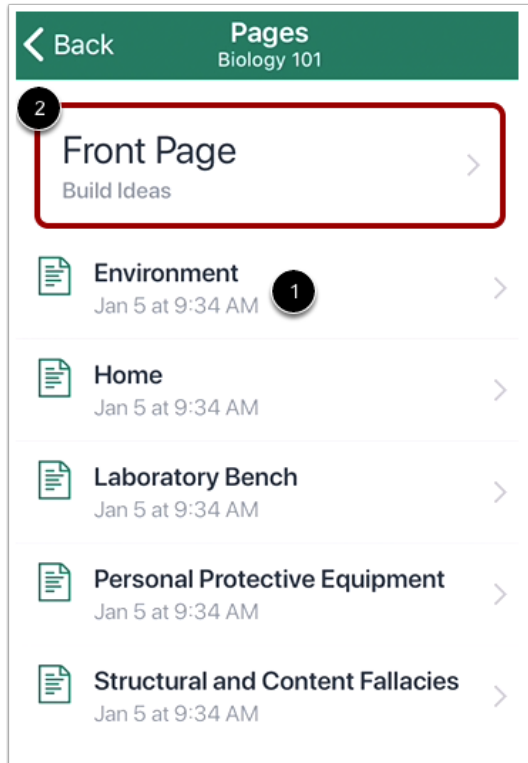 Back
Pages
Biology 101
2
Front Page
Build Ideas
Environment
1
Jan 5 at 9:34 AM
Home
Jan 5 at 9:34 AM
Laboratory Bench
Jan 5 at 9:34 AM
Personal Protective Equipment
Jan 5 at 9:34 AM
Structural and Content Fallacies
Jan 5 at 9:34 AM